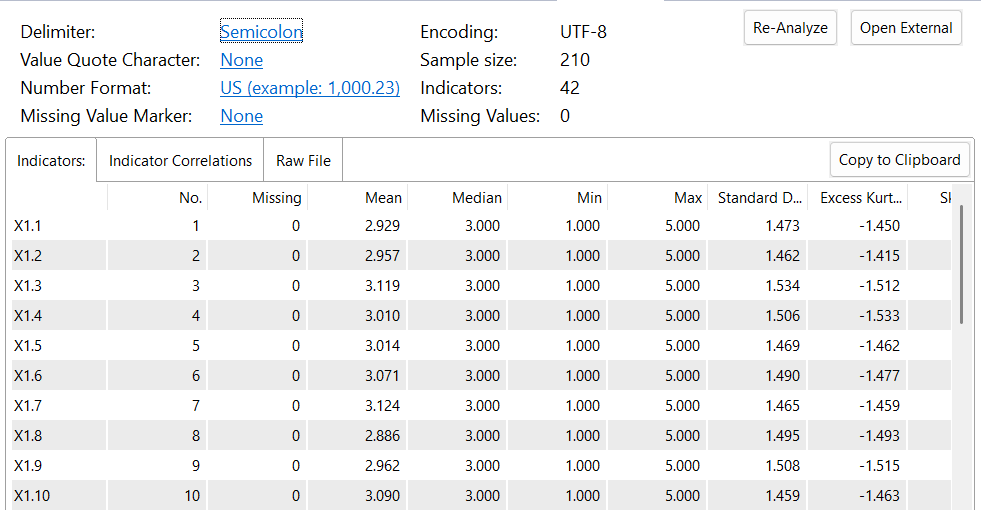 Delimiter: Semicolon Encoding: UTF-8 Re-Analyze Open External
Value Quote Character: None Sample size: 210
Number Format: US (example: 1,000.23) Indicators: 42
Missing Value Marker: None Missing Values: 0
Indicators: Indicator Correlations Raw File Copy to Clipboard
No. Missing Mean Median Min Max Standard D... Excess Kurt... Sk
X1.1 1 0 2.929 3.000 1.000 5.000 1.473 -1.450
X1.2 2 0 2.957 3.000 1.000 5.000 1.462 -1.415
X1.3 3 0 3.119 3.000 1.000 5.000 1.534 -1.512
X1.4 4 0 3.010 3.000 1.000 5.000 1.506 -1.533
X1.5 5 0 3.014 3.000 1.000 5.000 1.469 -1.462
X1.6 6 0 3.071 3.000 1.000 5.000 1.490 -1.477
X1.7 7 0 3.124 3.000 1.000 5.000 1.465 -1.459
X1.8 8 0 2.886 3.000 1.000 5.000 1.495 -1.493
X1.9 9 0 2.962 3.000 1.000 5.000 1.508 -1.515
X1.10 10 0 3.090 3.000 1.000 5.000 1.459 -1.463